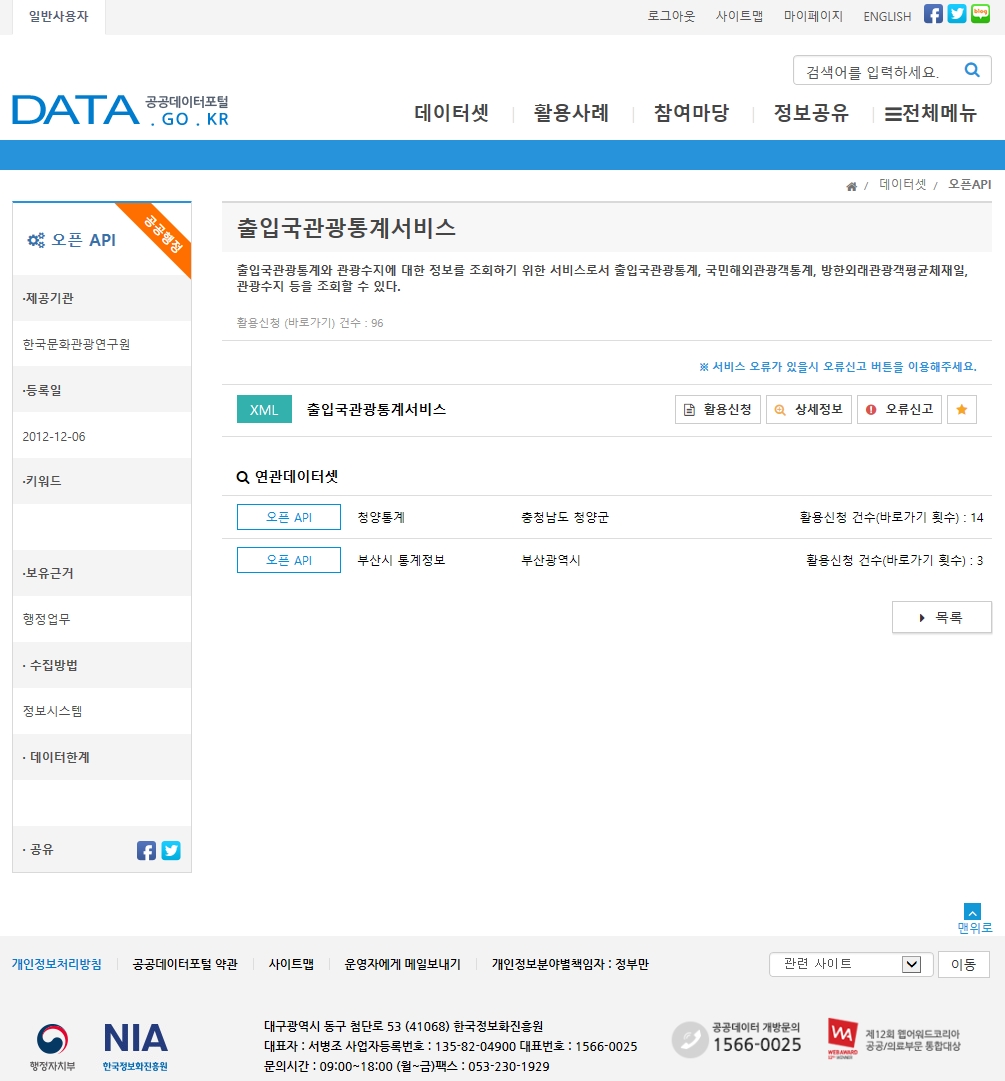 일반사용자
로그아웃 사이트맵 마이페이지 ENGLISH
blog
검색어를 입력하세요.
DATA 공공데이터포털
. GO . KR
데이터셋 활용사례 참여마당 정보공유 전체메뉴
/ 데이터셋 / 오픈API
오픈 API
공공행정
·제공기관
한국문화관광연구원
·등록일
2012-12-06
·키워드
·보유근거
행정업무
· 수집방법
정보시스템
· 데이터한계
· 공유
출입국관광통계서비스
출입국관광통계와 관광수지에 대한 정보를 조회하기 위한 서비스로서 출입국관광통계, 국민해외관광객통계, 방한외래관광객평균체재일,
관광수지 등을 조회할 수 있다.
활용신청 (바로가기) 건수 : 96
※ 서비스 오류가 있을시 오류신고 버튼을 이용해주세요.
XML 출입국관광통계서비스 활용신청 상세정보 오류신고
연관데이터셋
오픈 API 청양통계 충청남도 청양군 활용신청 건수(바로가기 횟수) : 14
오픈 API 부산시 통계정보 부산광역시 활용신청 건수(바로가기 횟수) : 3
목록
맨위로
개인정보처리방침 공공데이터포털 약관 사이트맵 운영자에게 메일보내기 개인정보분야별책임자 : 정부만
관련 사이트 이동
행정자치부
NIA
한국정보화진흥원
대구광역시 동구 첨단로 53 (41068) 한국정보화진흥원
대표자 : 서병조 사업자등록번호 : 135-82-04900 대표번호 : 1566-0025
문의시간 : 09:00~18:00 (월~금)팩스 : 053-230-1929
공공데이터 개방문의
1566-0025
WA
WEB AWARD
제12회 웹어워드코리아
공공/의료부문 통합대상